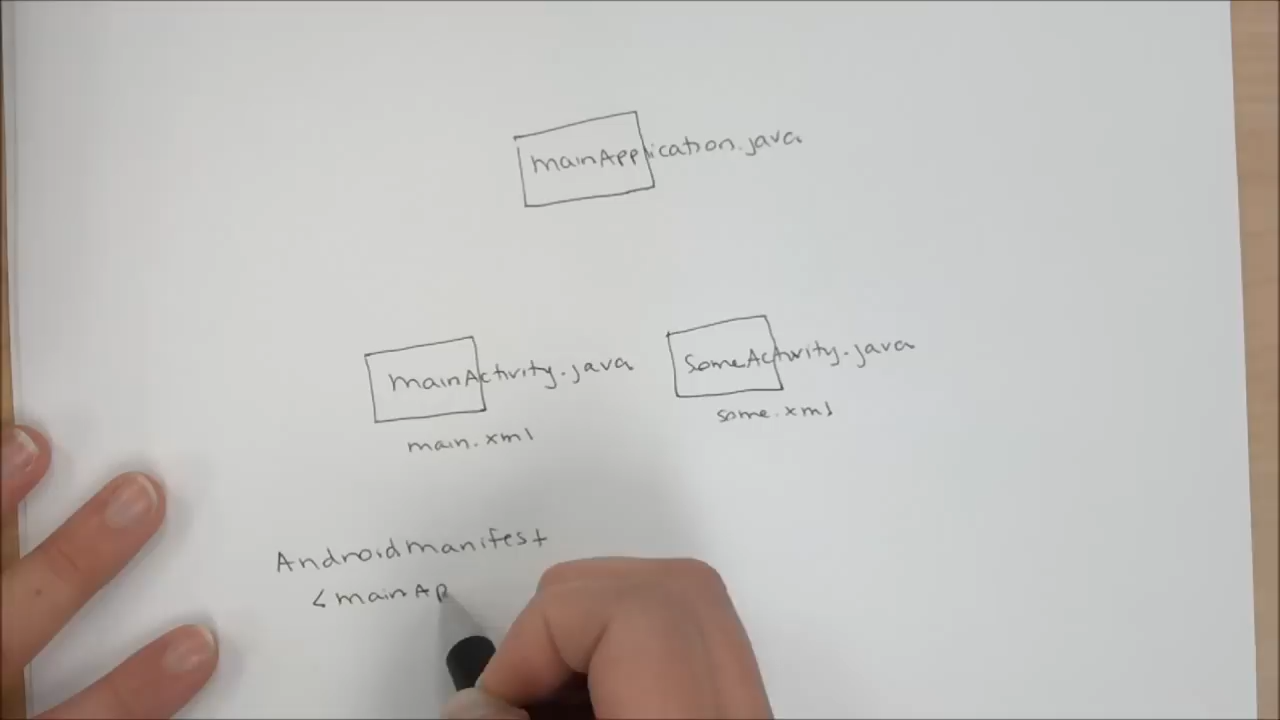 mainApplication.java
mainActivity.java
someActivity.java
main.xml
some.xml
Androidmanifest
<mainAp